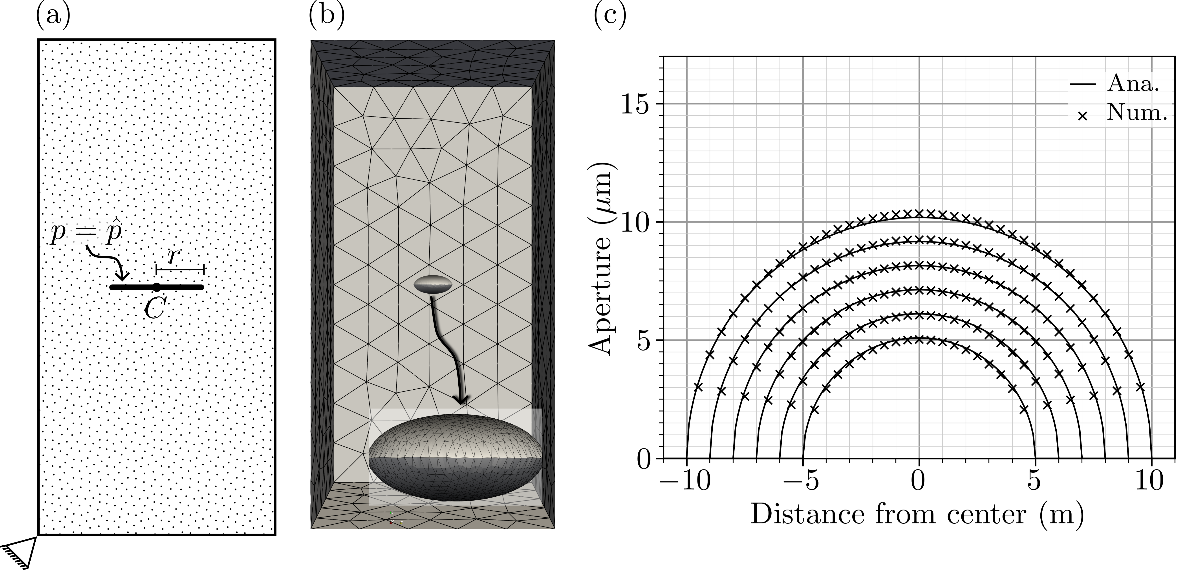 (a)
p = p̂
r
C
(b)
(c)
Aperture (μm)
15
10
5
0
−10
−5
0
5
10
Distance from center (m)
Ana.
Num.